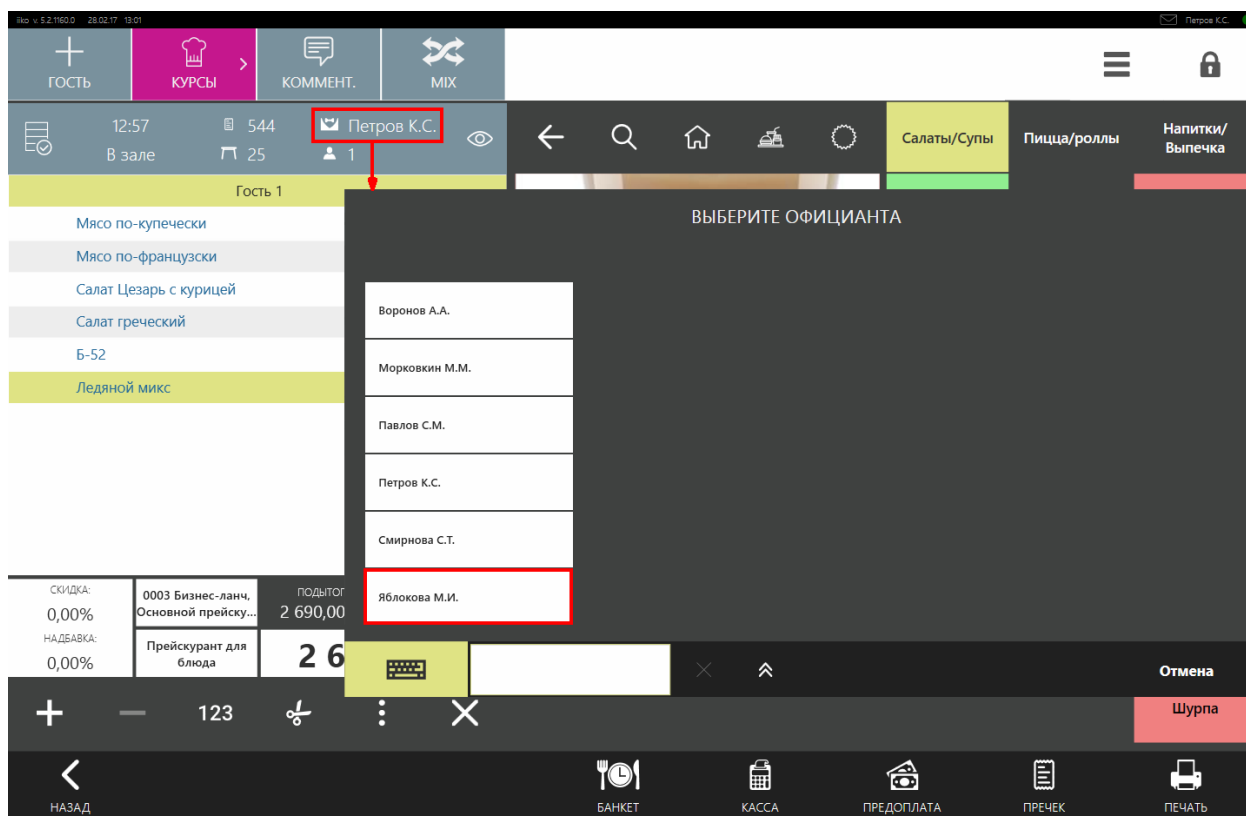 iiko v. 5.2.1160.0 28.02.17 13:01
Петров К.С.
ГОСТЬ
КУРСЫ
КОММЕНТ.
MIX
12:57
544
Петров К.С.
В зале
25
1
Салаты/Супы
Пицца/роллы
Напитки/
Выпечка
Гость 1
Мясо по-купечески
Мясо по-французски
Салат Цезарь с курицей
Салат греческий
Б-52
Ледяной микс
ВЫБЕРИТЕ ОФИЦИАНТА
Воронов А.А.
Морковкин М.М.
Павлов С.М.
Петров К.С.
Смирнова С.Т.
Яблокова М.И.
СКИДКА:
0,00%
НАДБАВКА:
0,00%
0003 Бизнес-ланч,
Основной прейску...
Прейскурант для
блюда
ПОДЫТОГ
2 690,00
2 6
Отмена
123
Шурпа
НАЗАД
БАНКЕТ
КАССА
ПРЕДОПЛАТА
ПРЕЧЕК
ПЕЧАТЬ